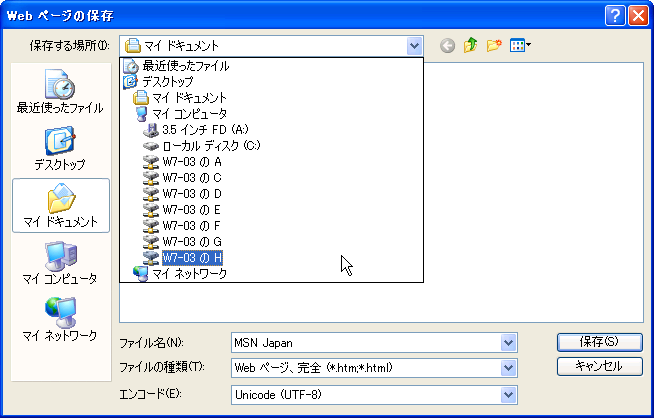 Web ページの保存
保存する場所(I):
マイ ドキュメント
最近使ったファイル
デスクトップ
マイ ドキュメント
マイ コンピュータ
3.5 インチ FD (A:)
ローカル ディスク (C:)
W7-03 の A
W7-03 の C
W7-03 の D
W7-03 の E
W7-03 の F
W7-03 の G
W7-03 の H
マイ ネットワーク
最近使ったファイル
デスクトップ
マイ ドキュメント
マイ コンピュータ
マイ ネットワーク
ファイル名(N):
MSN Japan
保存(S)
ファイルの種類(T):
Web ページ、完全 (*.htm;*.html)
キャンセル
エンコード(E):
Unicode (UTF-8)